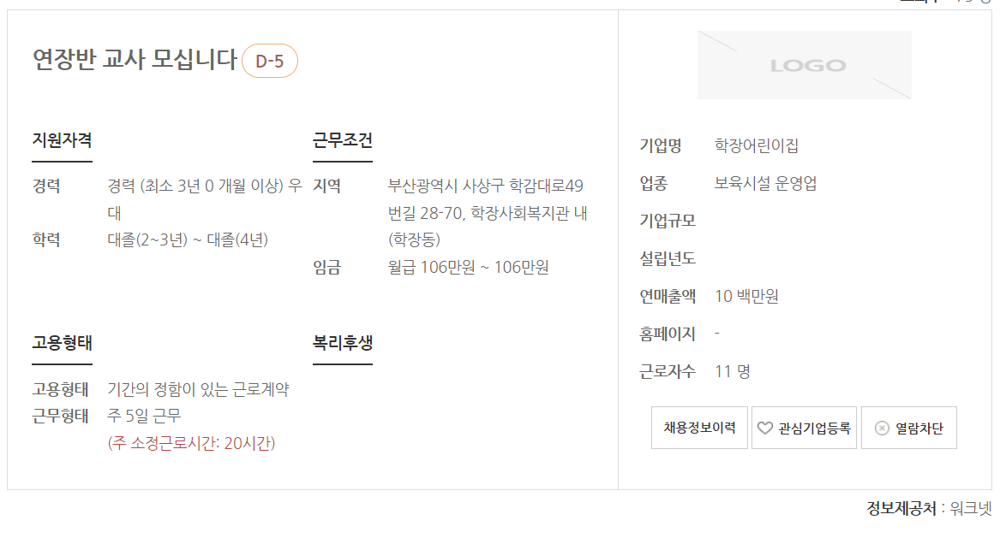 연장반 교사 모십니다 D-5
지원자격
경력 경력 (최소 3년 0 개월 이상) 우
대
학력 대졸(2~3년) ~ 대졸(4년)
근무조건
지역 부산광역시 사상구 학감대로49
번길 28-70, 학장사회복지관 내
(학장동)
임금 월급 106만원 ~ 106만원
고용형태
고용형태 기간의 정함이 있는 근로계약
근무형태 주 5일 근무
(주 소정근로시간: 20시간)
복리후생
LOGO
기업명 학장어린이집
업종 보육시설 운영업
기업규모
설립년도
연매출액 10 백만원
홈페이지 -
근로자수 11 명
채용정보이력 관심기업등록 열람차단
정보제공처 : 워크넷